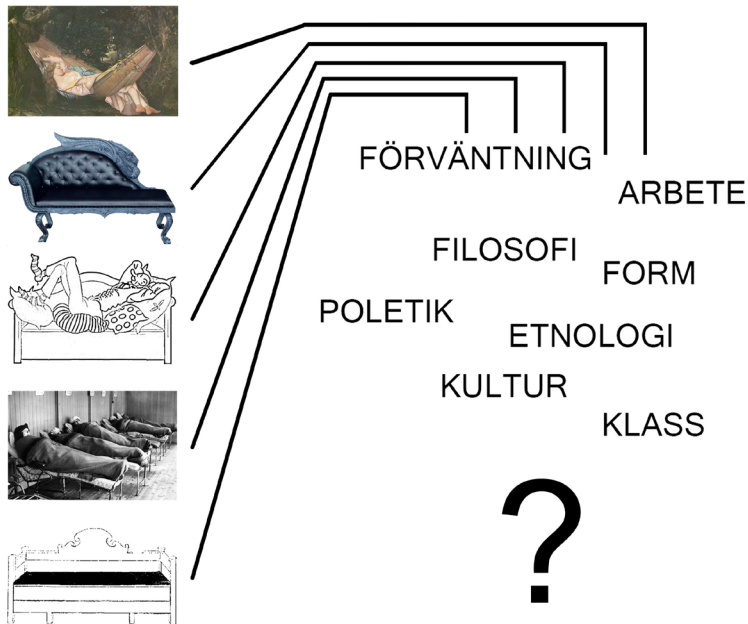 FÖRVÄNTNING
ARBETE
FILOSOFI
FORM
POLETIK
ETNOLOGI
KULTUR
KLASS
?